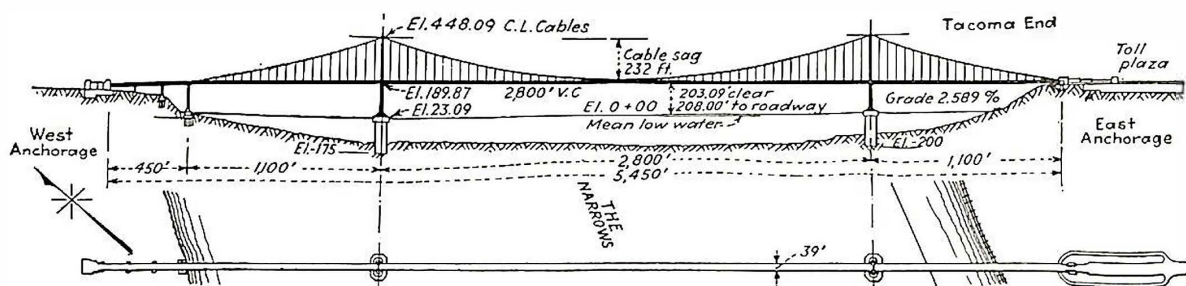 El. 448.09 C.L. Cables
Tacoma End
Cable sag
232 ft.
Toll
plaza
El. 189.87
2,800' V.C
203.09' clear
El. 23.09
El. 0+00
208.00' to roadway
Grade 2.589 %
Mean low water
West
Anchorage
El.-175
El.-200
East
Anchorage
450'
1,100'
2,800'
1,100'
5,450'
THE
NARROWS
39'